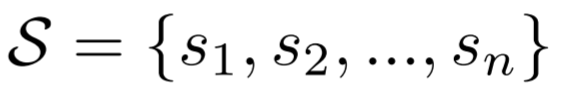 𝒮 = {s₁, s₂, ..., sₙ}